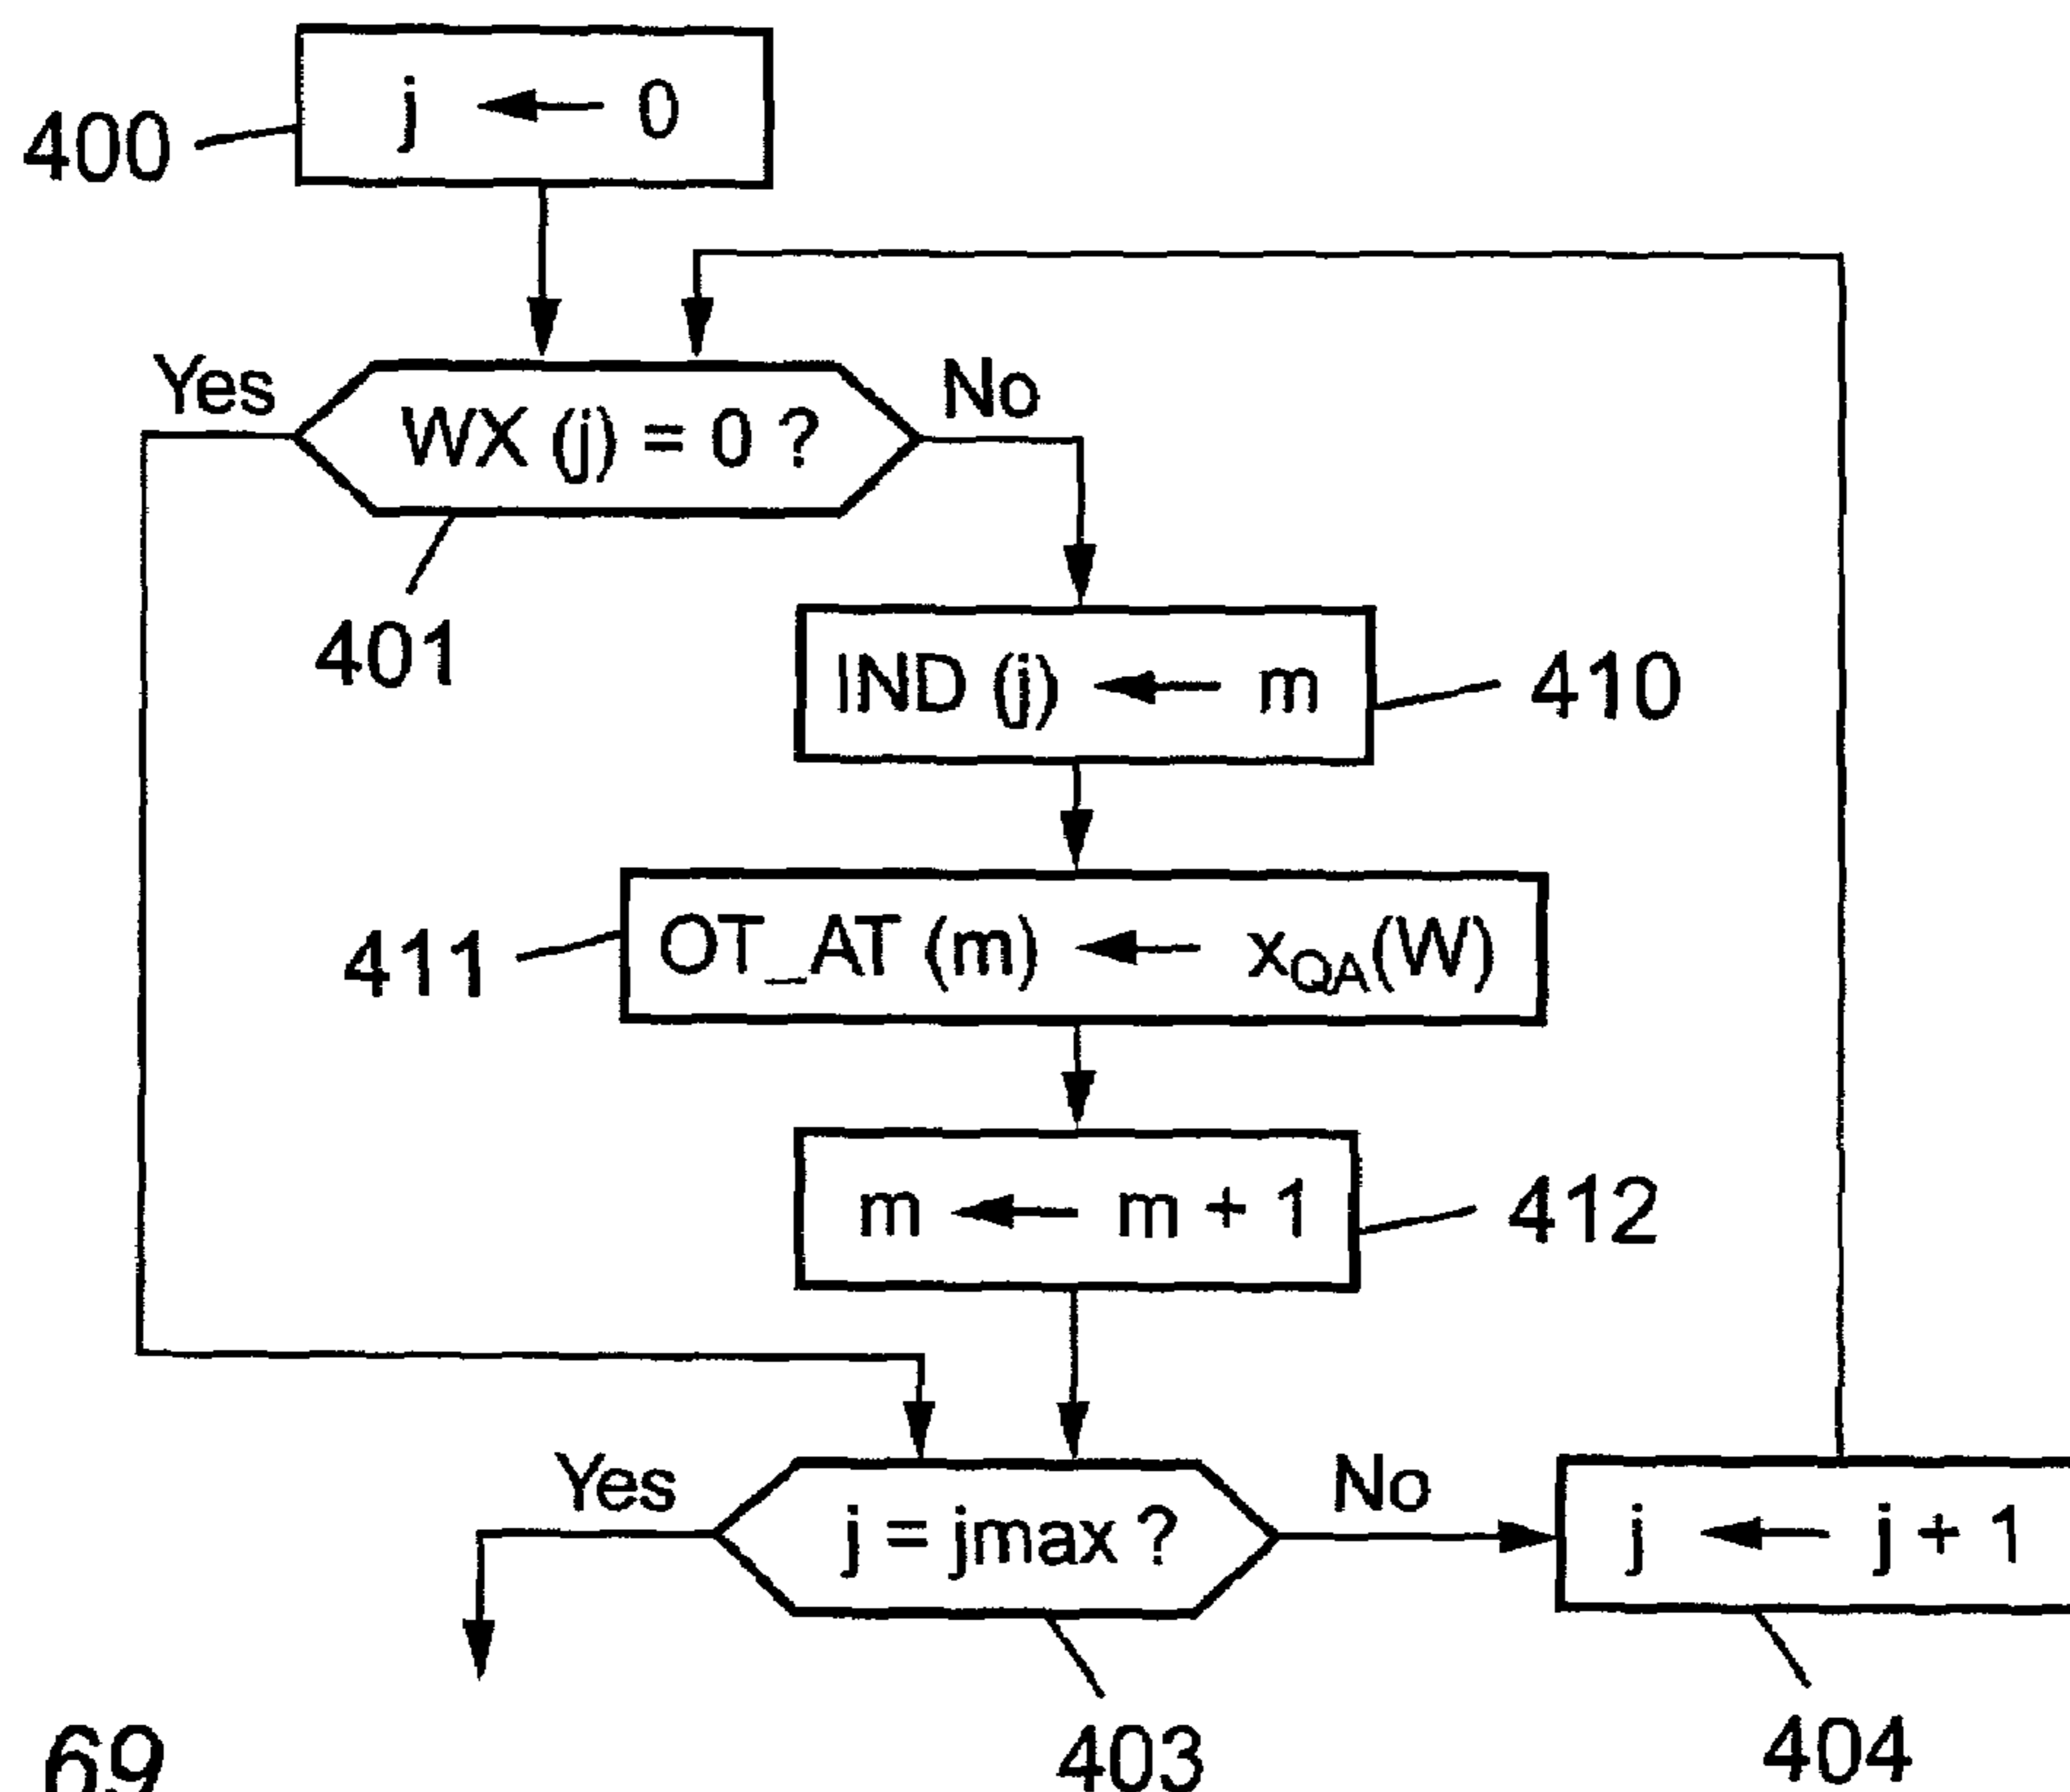 j ← 0
400
Yes
WX (j) = 0 ?
No
401
IND (j) ← m
410
OT_AT (m) ← xQA(W)
411
m ← m + 1
412
Yes
j = jmax ?
No
j ← j + 1
403
404
69